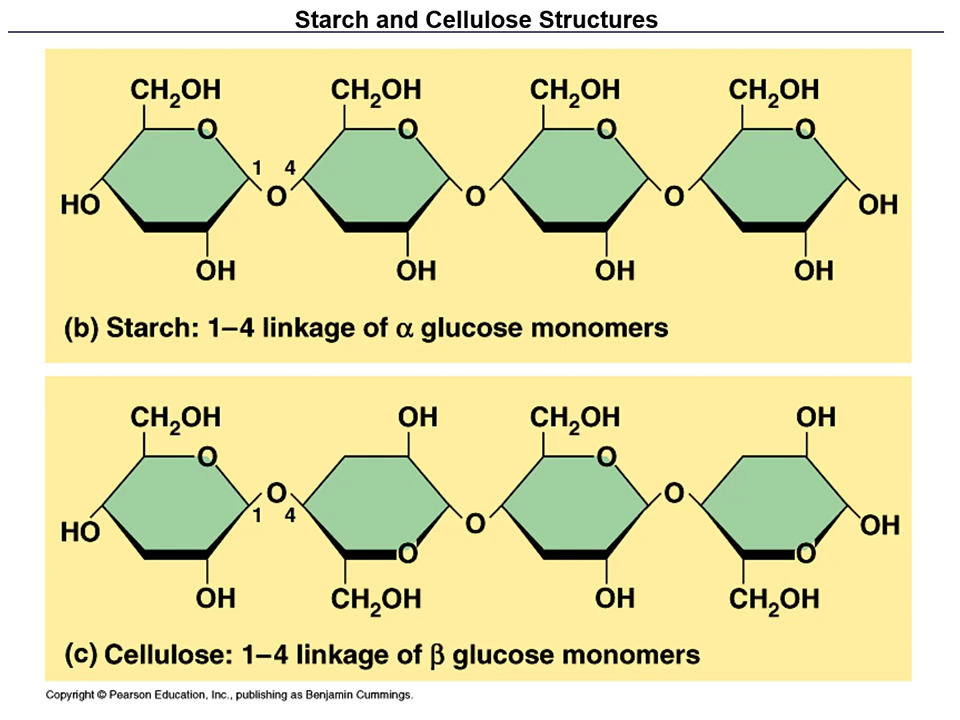 Starch and Cellulose Structures
CH₂OH CH₂OH CH₂OH CH₂OH
O O O O
1 4
HO O O O OH
OH OH OH OH
(b) Starch: 1–4 linkage of α glucose monomers
CH₂OH OH CH₂OH OH
O O
O O
1 4
HO O OH
O O
OH CH₂OH OH CH₂OH
(c) Cellulose: 1–4 linkage of β glucose monomers
Copyright © Pearson Education, Inc., publishing as Benjamin Cummings.